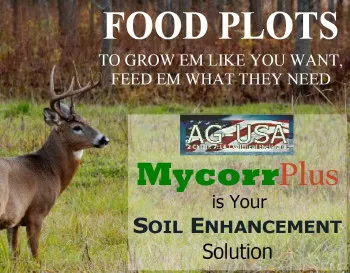 FOOD PLOTS
TO GROW EM LIKE YOU WANT,
FEED EM WHAT THEY NEED
AG-USA
MycorrPlus
is Your
SOIL ENHANCEMENT
Solution